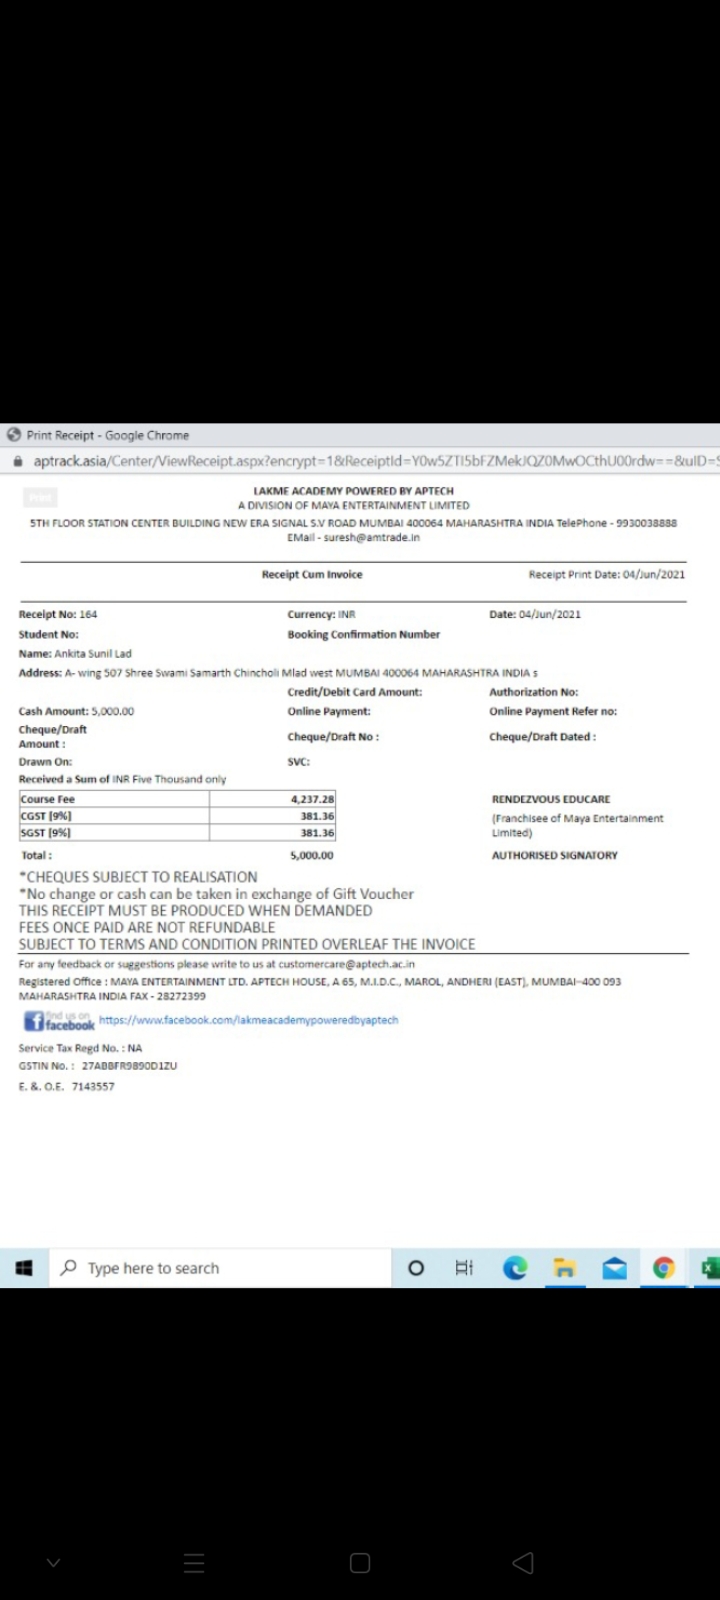 Print Receipt - Google Chrome
aptrack.asia/Center/ViewReceipt.aspx?encrypt=1&ReceiptId=Y0w5ZTI5bFZMekJQZ0MwOCthU00rdw==&uID=S
Print
LAKME ACADEMY POWERED BY APTECH
A DIVISION OF MAYA ENTERTAINMENT LIMITED
5TH FLOOR STATION CENTER BUILDING NEW ERA SIGNAL S.V ROAD MUMBAI 400064 MAHARASHTRA INDIA TelePhone - 9930038888
EMail - suresh@amtrade.in
Receipt Cum Invoice Receipt Print Date: 04/Jun/2021
Receipt No: 164 Currency: INR Date: 04/Jun/2021
Student No: Booking Confirmation Number
Name: Ankita Sunil Lad
Address: A- wing 507 Shree Swami Samarth Chincholi Mlad west MUMBAI 400064 MAHARASHTRA INDIA s
Credit/Debit Card Amount: Authorization No:
Cash Amount: 5,000.00 Online Payment: Online Payment Refer no:
Cheque/Draft Amount : Cheque/Draft No : Cheque/Draft Dated :
Drawn On: SVC:
Received a Sum of INR Five Thousand only
Course Fee 4,237.28 RENDEZVOUS EDUCARE
CGST [9%] 381.36 (Franchisee of Maya Entertainment
SGST [9%] 381.36 Limited)
Total : 5,000.00 AUTHORISED SIGNATORY
*CHEQUES SUBJECT TO REALISATION
*No change or cash can be taken in exchange of Gift Voucher
THIS RECEIPT MUST BE PRODUCED WHEN DEMANDED
FEES ONCE PAID ARE NOT REFUNDABLE
SUBJECT TO TERMS AND CONDITION PRINTED OVERLEAF THE INVOICE
For any feedback or suggestions please write to us at customercare@aptech.ac.in
Registered Office : MAYA ENTERTAINMENT LTD. APTECH HOUSE, A 65, M.I.D.C., MAROL, ANDHERI (EAST), MUMBAI–400 093
MAHARASHTRA INDIA FAX - 28272399
find us on
facebook https://www.facebook.com/lakmeacademypoweredbyaptech
Service Tax Regd No. : NA
GSTIN No. : 27ABBFR9890D1ZU
E. &. O.E. 7143557
Type here to search